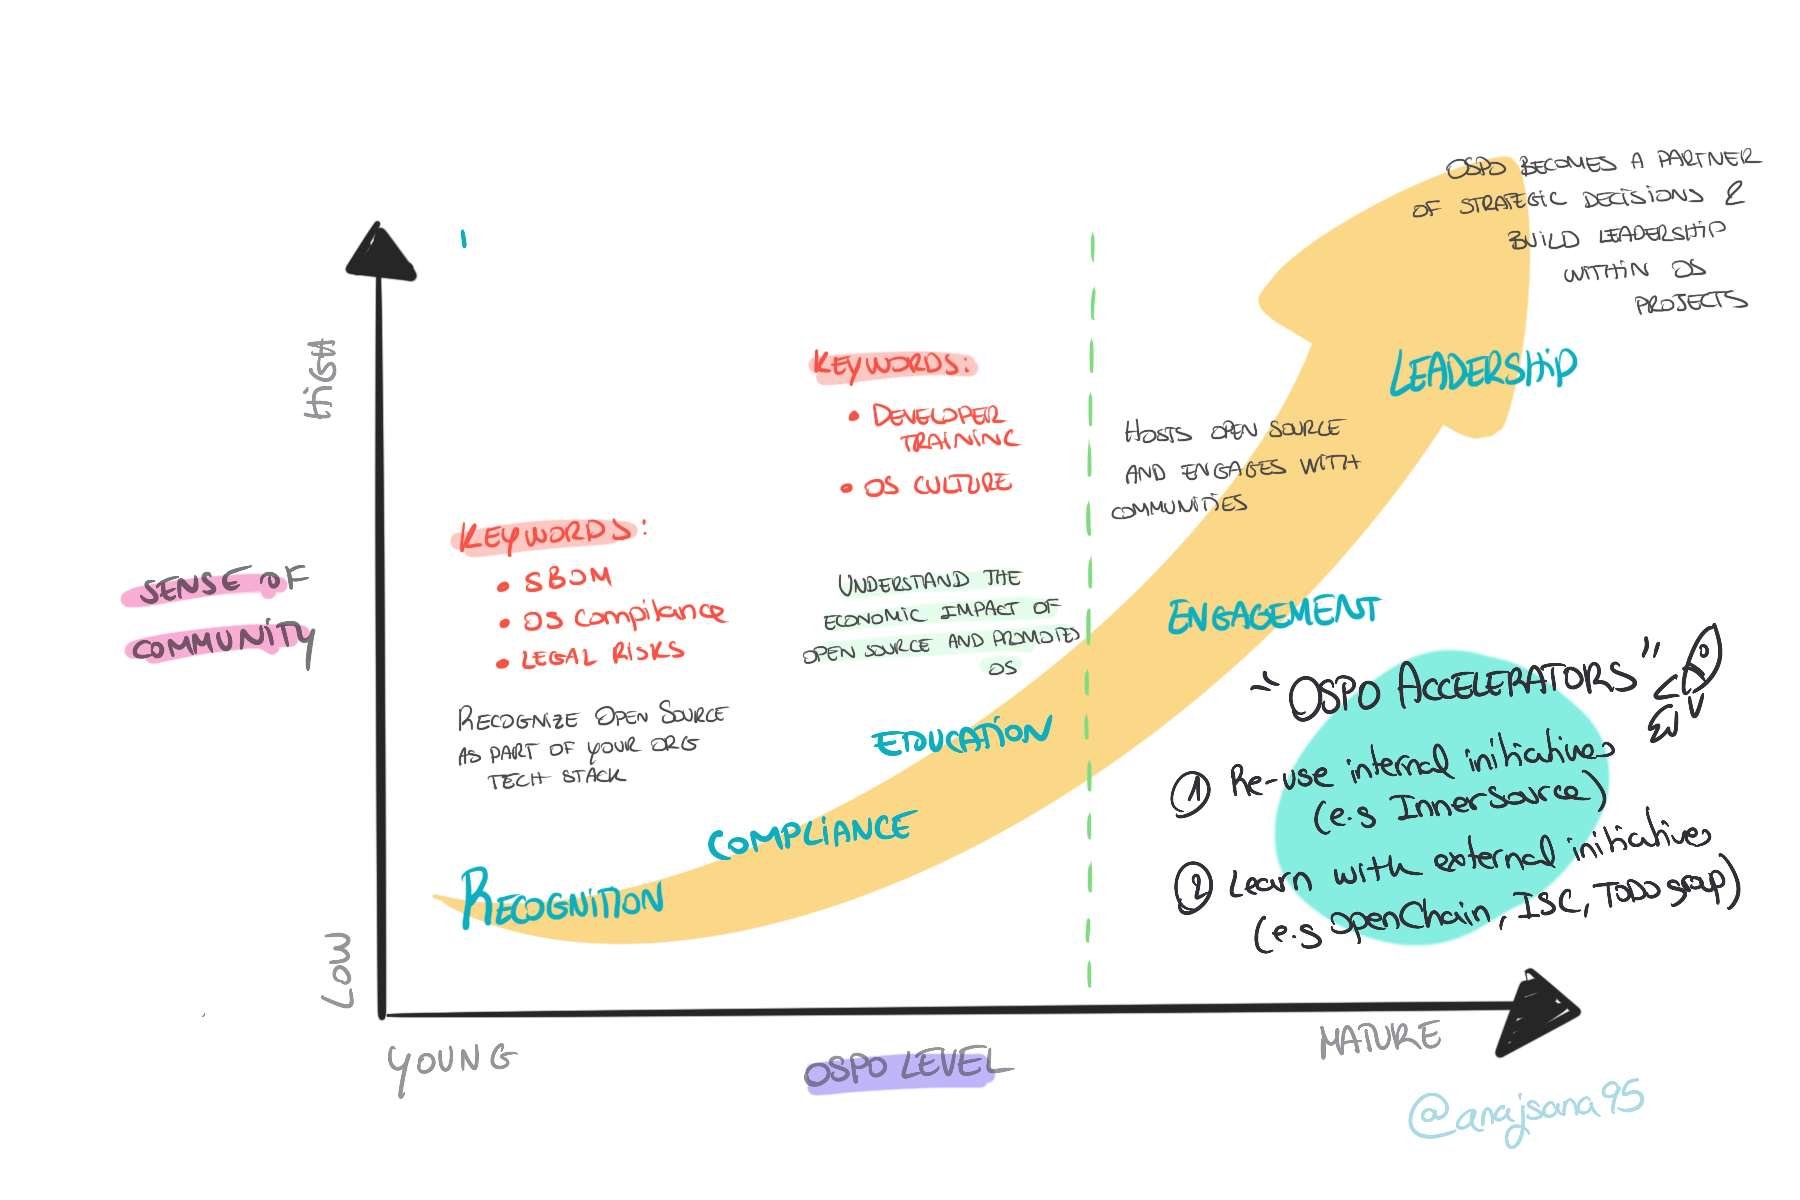 OSPO BECOMES A PARTNER
OF STRATEGIC DECISIONS &
BUILD LEADERSHIP
WITHIN OS
PROJECTS
LEADERSHIP
HIGH
KEYWORDS:
• DEVELOPER
TRAINING
• OS CULTURE
HOSTS OPEN SOURCE
AND ENGAGES WITH
COMMUNITIES
KEYWORDS:
• SBOM
• OS Compilance
• LEGAL RISKS
SENSE OF
COMMUNITY
UNDERSTAND THE
ECONOMIC IMPACT OF
OPEN SOURCE AND PROMOTES
OS
ENGAGEMENT
RECOGNIZE OPEN SOURCE
AS PART OF YOUR ORG
TECH STACK
EDUCATION
COMPLIANCE
RECOGNITION
"OSPO ACCELERATORS"
1 Re-use internal initiatives
(e.g InnerSource)
2 Learn with external initiatives
(e.g openChain, ISC, TODO group)
LOW
YOUNG
OSPO LEVEL
MATURE
@anajsana95